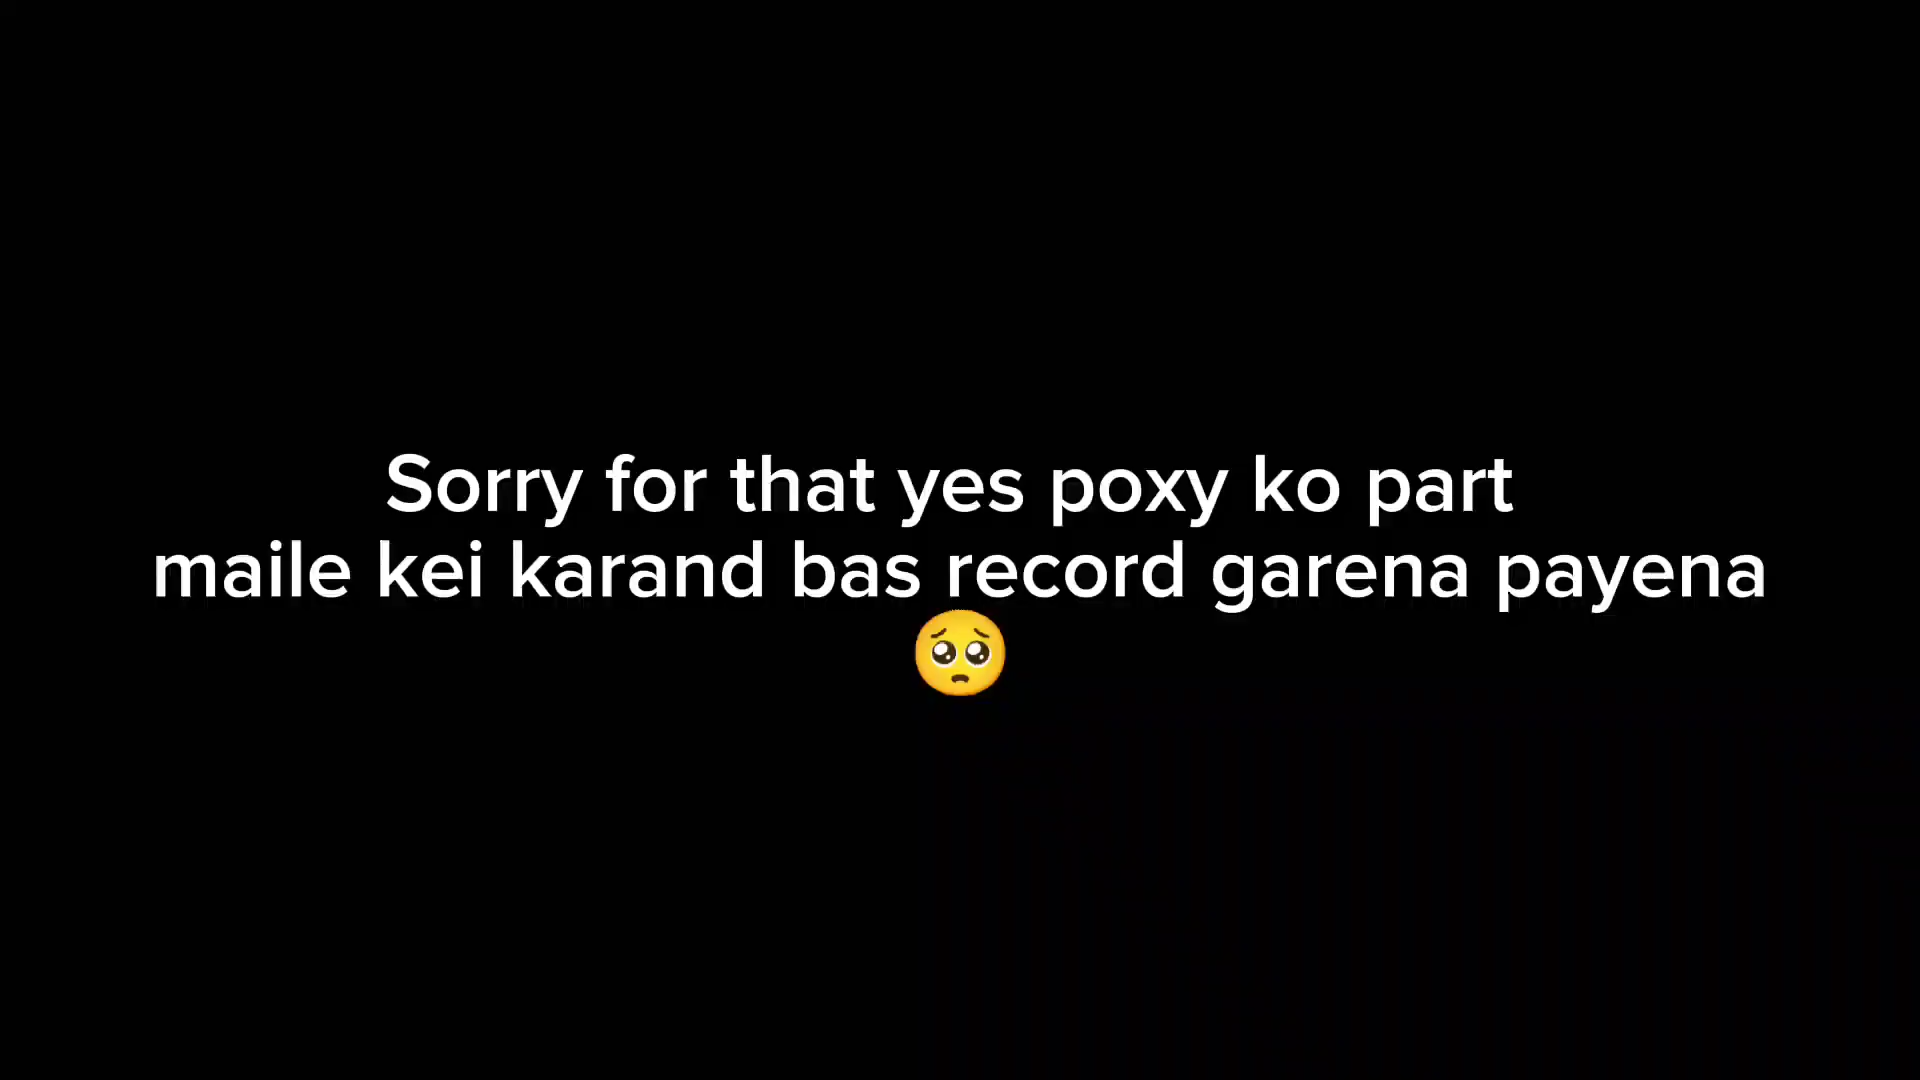 Sorry for that yes poxy ko part
maile kei karand bas record garena payena
🥺